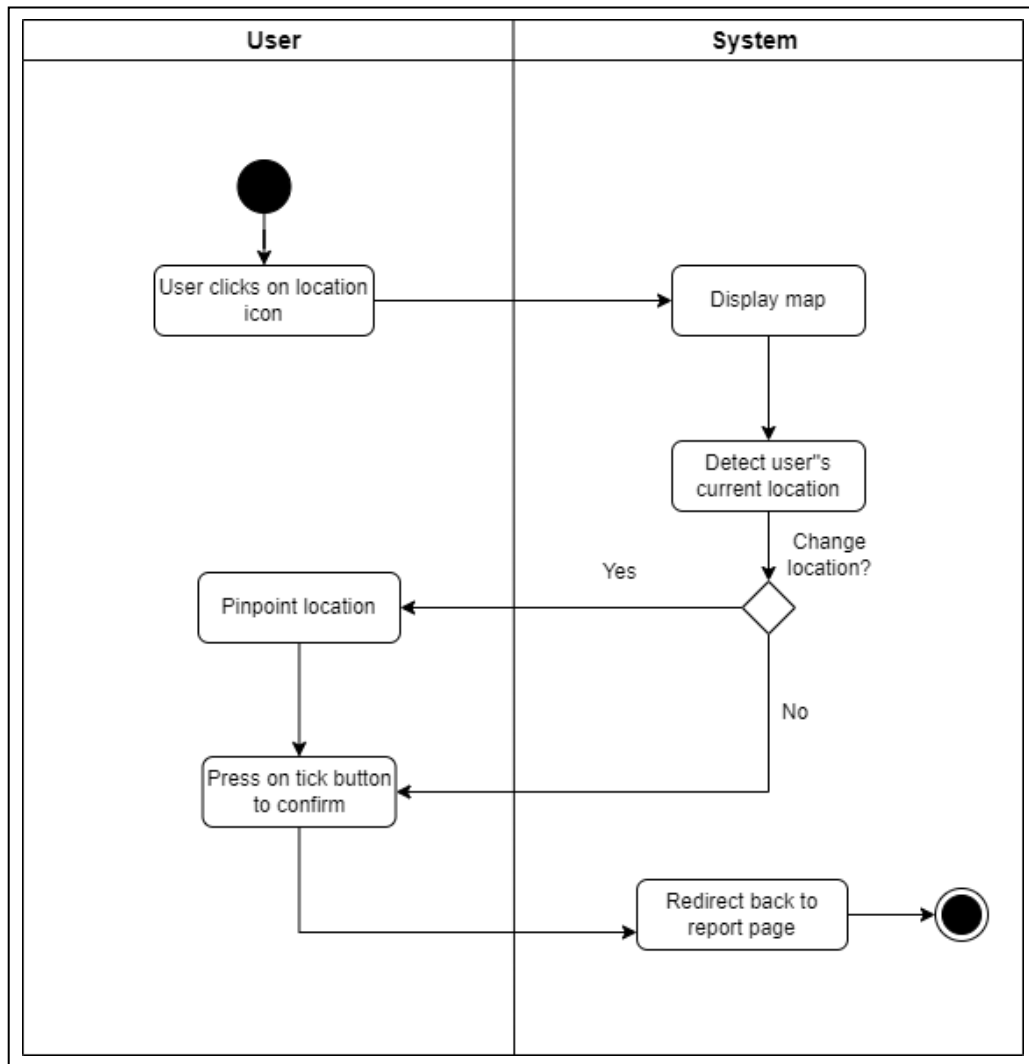 User
System
User clicks on location
icon
Display map
Detect user"s
current location
Change
location?
Yes
Pinpoint location
No
Press on tick button
to confirm
Redirect back to
report page